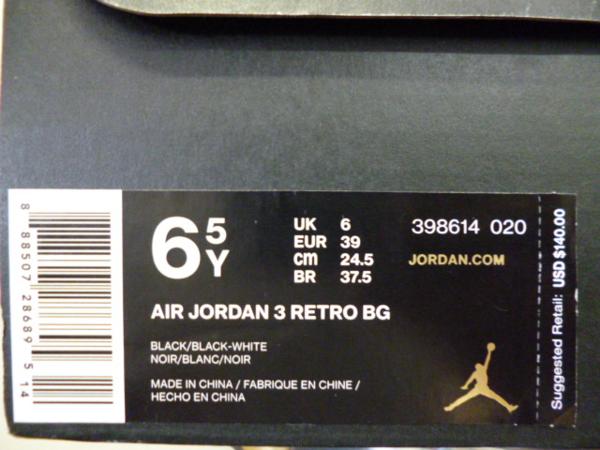 6 5 Y
UK 6
EUR 39
cm 24.5
BR 37.5
398614 020
JORDAN.COM
AIR JORDAN 3 RETRO BG
BLACK/BLACK-WHITE
NOIR/BLANC/NOIR
MADE IN CHINA / FABRIQUE EN CHINE /
HECHO EN CHINA
Suggested Retail: USD $140.00
8 88507 28689 5 14